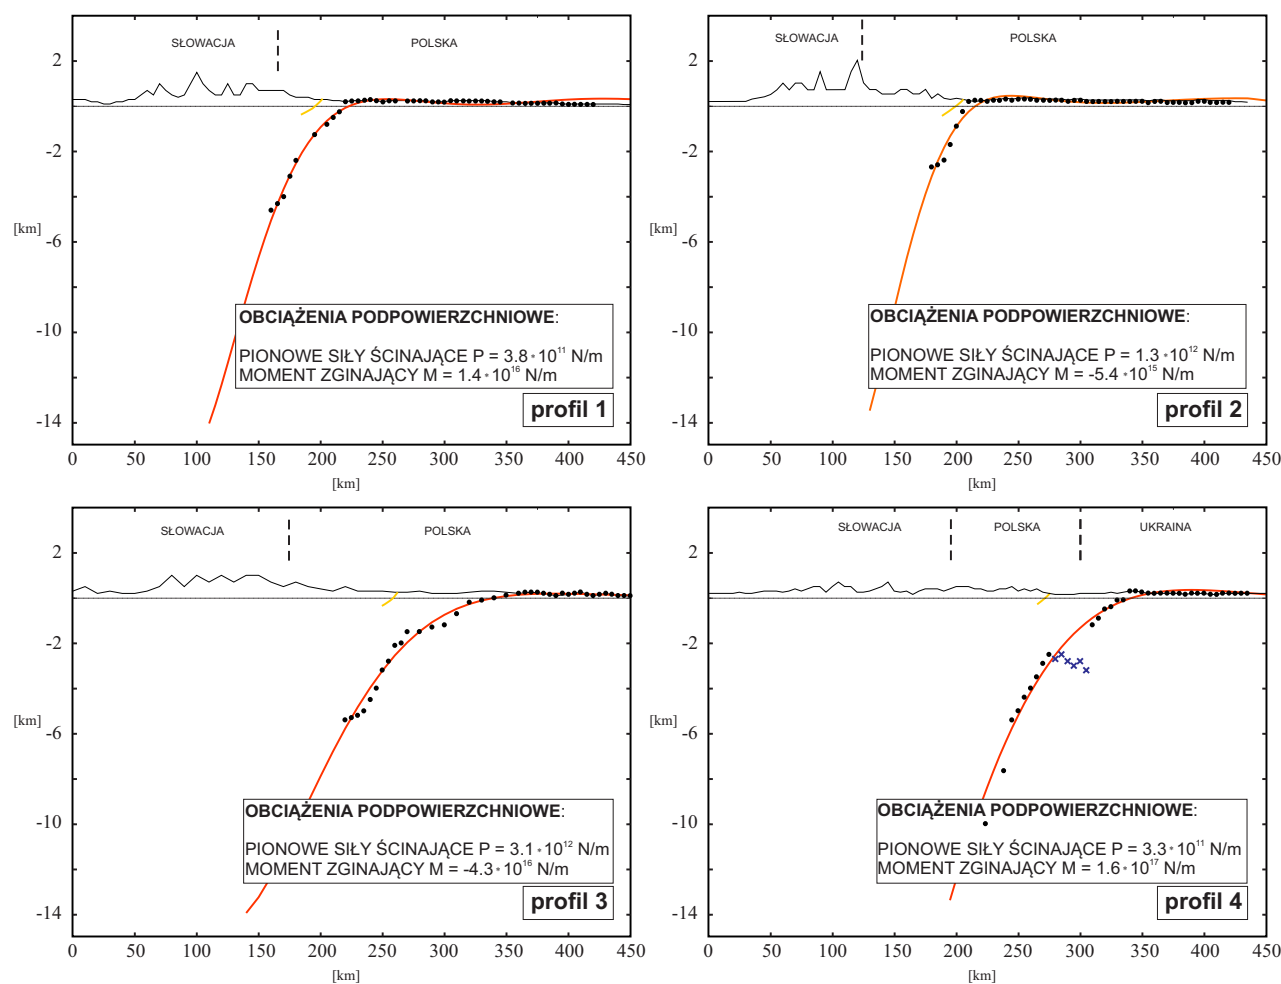 SŁOWACJA POLSKA
2
-2
[km]
-6
-10
-14
OBCIĄŻENIA PODPOWIERZCHNIOWE:
PIONOWE SIŁY ŚCINAJĄCE P = 3.8 * 10¹¹ N/m
MOMENT ZGINAJĄCY M = 1.4 * 10¹⁶ N/m
profil 1
0 50 100 150 200 250 300 350 400 450
[km]
SŁOWACJA POLSKA
2
-2
[km]
-6
-10
-14
OBCIĄŻENIA PODPOWIERZCHNIOWE:
PIONOWE SIŁY ŚCINAJĄCE P = 1.3 * 10¹² N/m
MOMENT ZGINAJĄCY M = -5.4 * 10¹⁵ N/m
profil 2
0 50 100 150 200 250 300 350 400 450
[km]
SŁOWACJA POLSKA
2
-2
[km]
-6
-10
-14
OBCIĄŻENIA PODPOWIERZCHNIOWE:
PIONOWE SIŁY ŚCINAJĄCE P = 3.1 * 10¹² N/m
MOMENT ZGINAJĄCY M = -4.3 * 10¹⁶ N/m
profil 3
0 50 100 150 200 250 300 350 400 450
[km]
SŁOWACJA POLSKA UKRAINA
2
-2
[km]
-6
-10
-14
OBCIĄŻENIA PODPOWIERZCHNIOWE:
PIONOWE SIŁY ŚCINAJĄCE P = 3.3 * 10¹¹ N/m
MOMENT ZGINAJĄCY M = 1.6 * 10¹⁷ N/m
profil 4
0 50 100 150 200 250 300 350 400 450
[km]